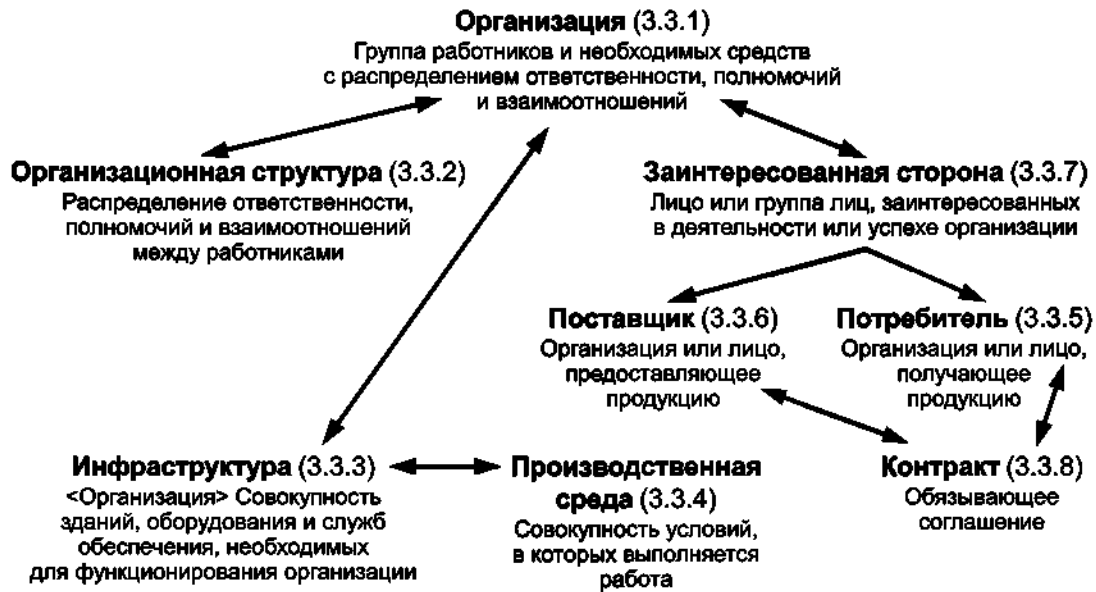 Организация (3.3.1)
Группа работников и необходимых средств
с распределением ответственности, полномочий
и взаимоотношений
Организационная структура (3.3.2)
Распределение ответственности,
полномочий и взаимоотношений
между работниками
Заинтересованная сторона (3.3.7)
Лицо или группа лиц, заинтересованных
в деятельности или успехе организации
Поставщик (3.3.6)
Организация или лицо,
предоставляющее
продукцию
Потребитель (3.3.5)
Организация или лицо,
получающее
продукцию
Инфраструктура (3.3.3)
<Организация> Совокупность
зданий, оборудования и служб
обеспечения, необходимых
для функционирования организации
Производственная
среда (3.3.4)
Совокупность условий,
в которых выполняется
работа
Контракт (3.3.8)
Обязывающее
соглашение